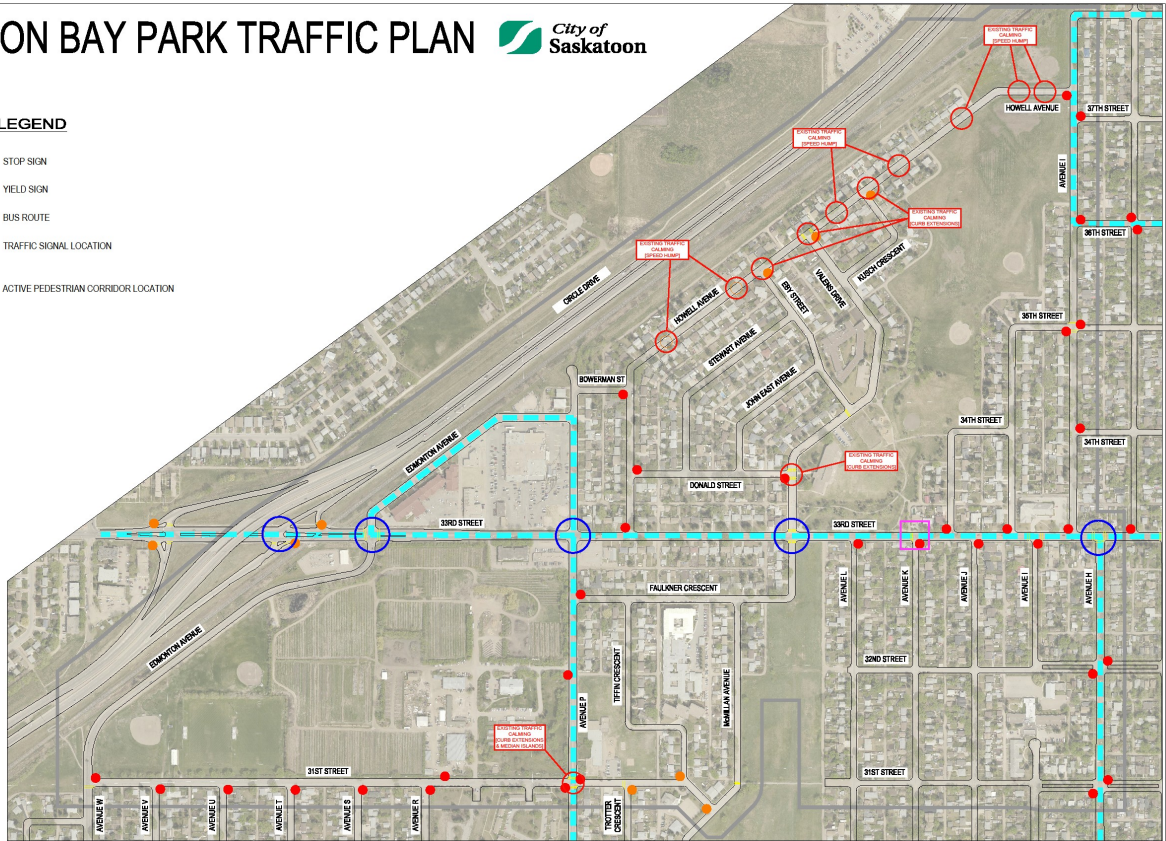 ON BAY PARK TRAFFIC PLAN
City of
Saskatoon
LEGEND
STOP SIGN
YIELD SIGN
BUS ROUTE
TRAFFIC SIGNAL LOCATION
ACTIVE PEDESTRIAN CORRIDOR LOCATION
EXISTING TRAFFIC
CALMING
[SPEED HUMP]
HOWELL AVENUE
37TH STREET
EXISTING TRAFFIC
CALMING
[SPEED HUMP]
AVENUE I
EXISTING TRAFFIC
CALMING
[CURB EXTENSIONS]
36TH STREET
EXISTING TRAFFIC
CALMING
[SPEED HUMP]
KUSCH CRESCENT
VALENS DRIVE
CIRCLE DRIVE
EBY STREET
HOWELL AVENUE
35TH STREET
STEWART AVENUE
BOWERMAN ST
JOHN EAST AVENUE
34TH STREET
34TH STREET
EDMONTON AVENUE
EXISTING TRAFFIC
CALMING
[CURB EXTENSIONS]
DONALD STREET
33RD STREET
33RD STREET
FAULKNER CRESCENT
AVENUE L
AVENUE K
AVENUE J
AVENUE I
AVENUE H
EDMONTON AVENUE
32ND STREET
TIFFIN CRESCENT
McMILLAN AVENUE
AVENUE P
EXISTING TRAFFIC
CALMING
[CURB EXTENSIONS
& MEDIAN ISLANDS]
31ST STREET
31ST STREET
AVENUE W
AVENUE V
AVENUE U
AVENUE T
AVENUE S
AVENUE R
TROTTER
CRESCENT